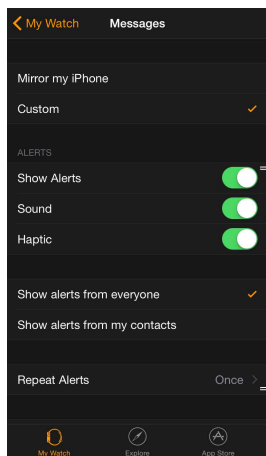 My Watch Messages
Mirror my iPhone
Custom
ALERTS
Show Alerts
Sound
Haptic
Show alerts from everyone
Show alerts from my contacts
Repeat Alerts Once
My Watch Explore App Store